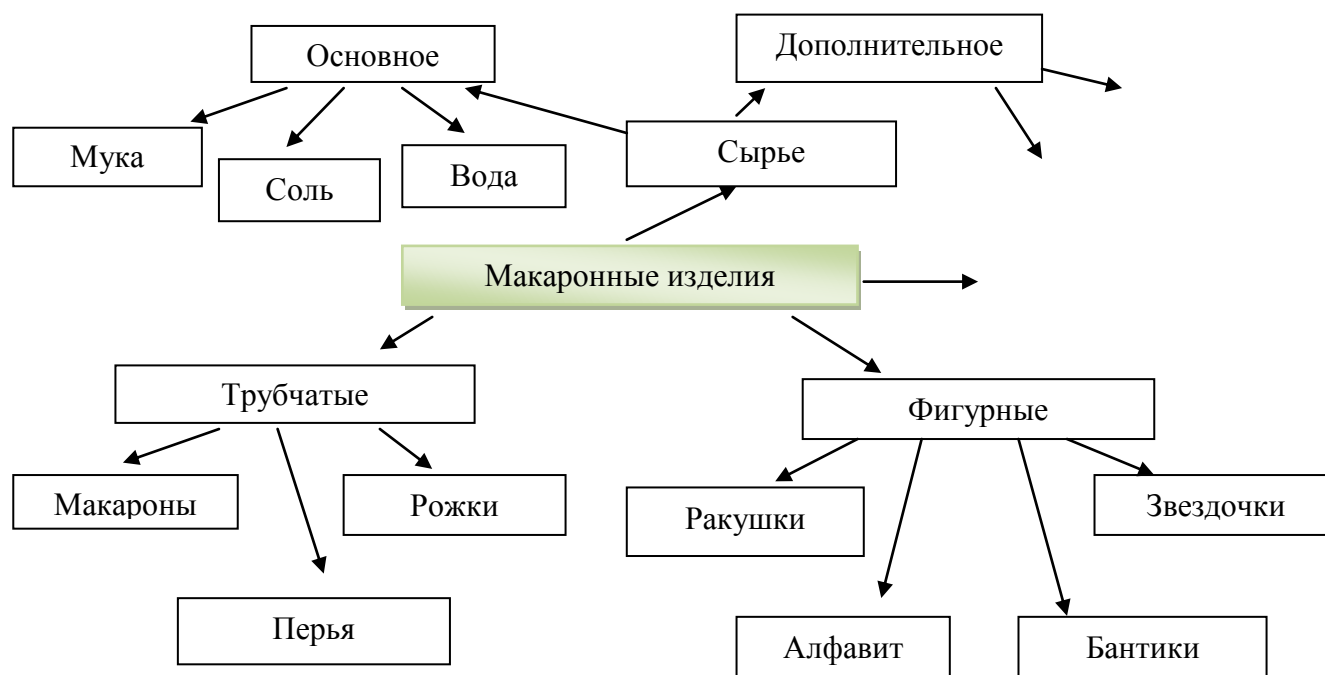 Основное
Дополнительное
Мука
Соль
Вода
Сырье
Макаронные изделия
Трубчатые
Фигурные
Макароны
Рожки
Ракушки
Звездочки
Перья
Алфавит
Бантики